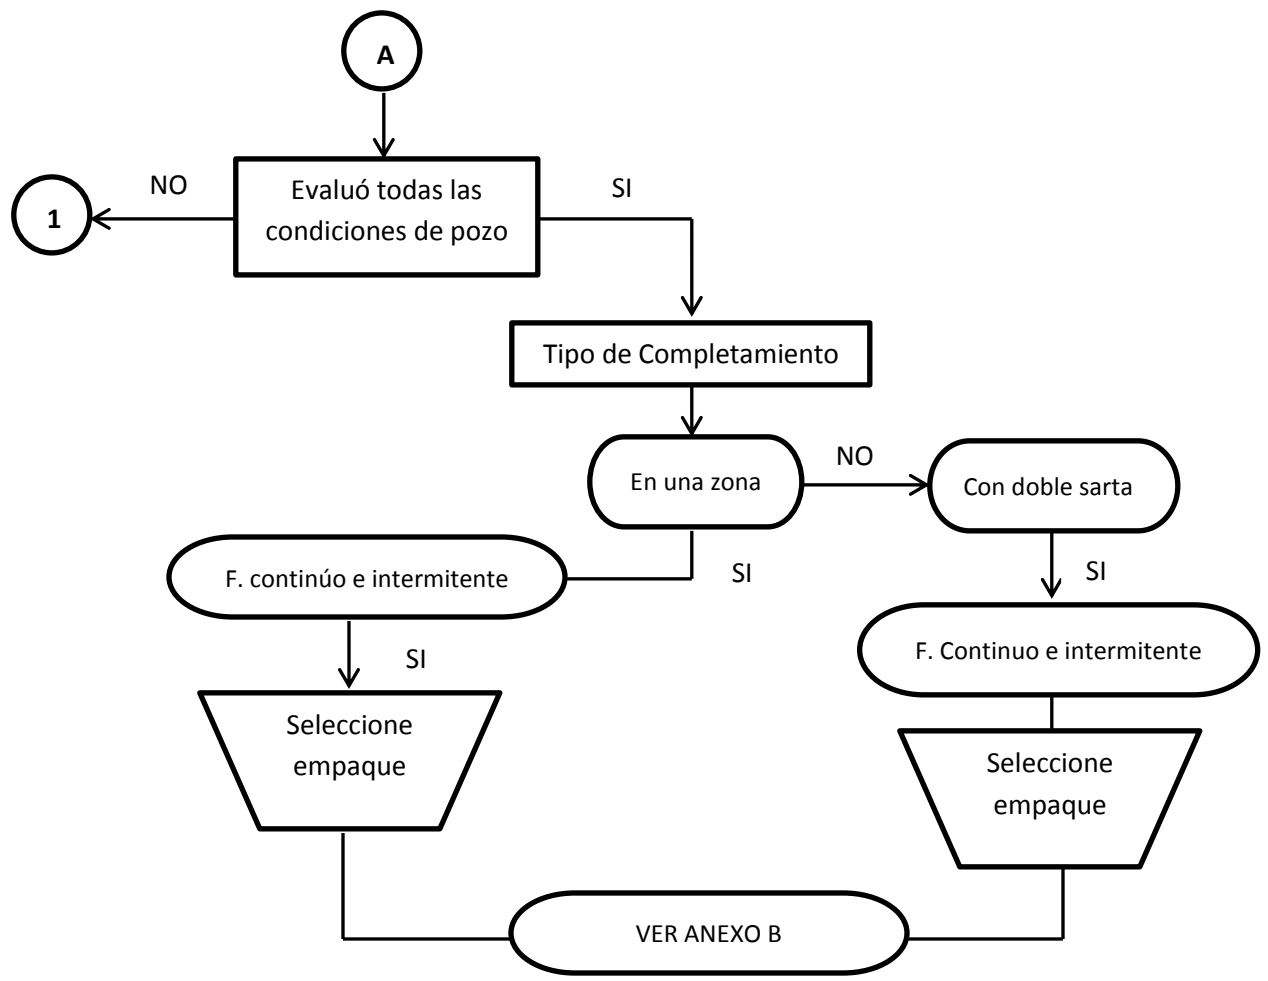 A
NO
1
Evaluó todas las
condiciones de pozo
SI
Tipo de Completamiento
En una zona
NO
Con doble sarta
SI
F. continúo e intermitente
SI
F. Continuo e intermitente
SI
Seleccione
empaque
Seleccione
empaque
VER ANEXO B